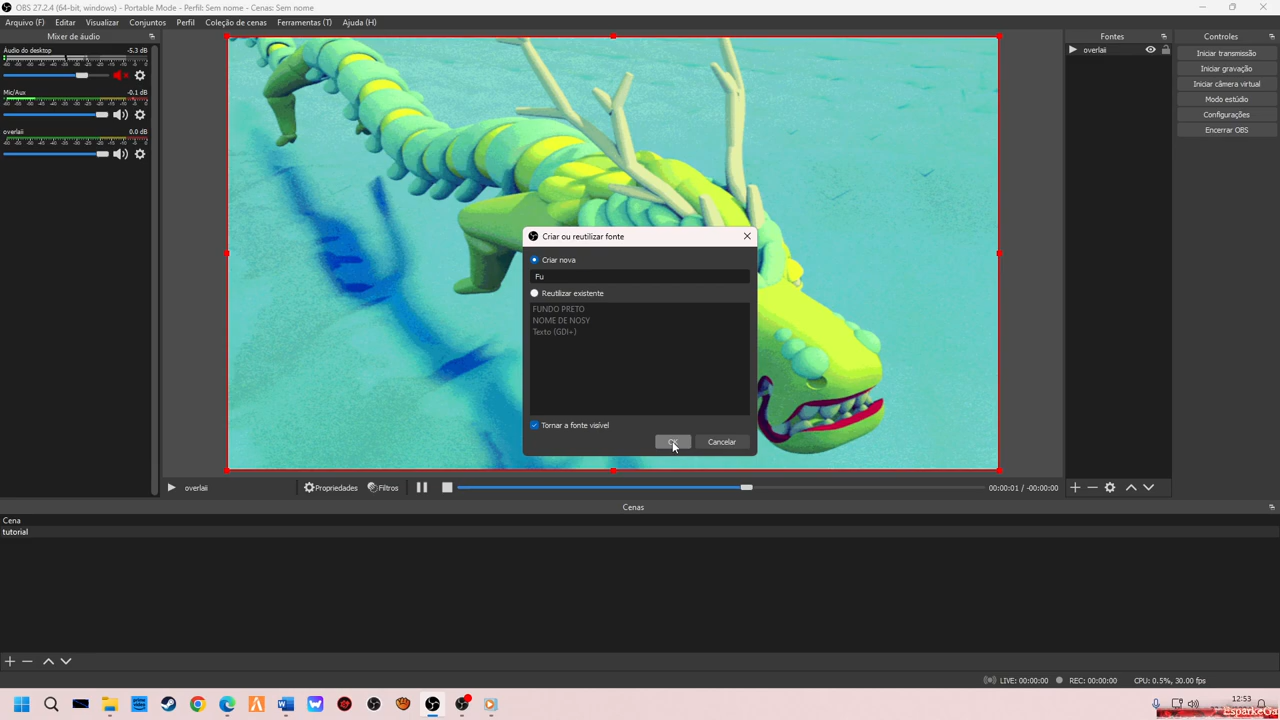 OBS 27.2.4 (64-bit, windows) - Portable Mode - Perfil: Sem nome - Cenas: Sem nome
Arquivo (F) Editar Visualizar Conjuntos Perfil Coleção de cenas Ferramentas (T) Ajuda (H)
Mixer de áudio
Áudio do desktop -5.3 dB
Mic/Aux -0.1 dB
overlaii 0.0 dB
Fontes
overlaii
Controles
Iniciar transmissão
Iniciar gravação
Iniciar câmera virtual
Modo estúdio
Configurações
Encerrar OBS
Criar ou reutilizar fonte
Criar nova
Fu
Reutilizar existente
FUNDO PRETO
NOME DE NOSY
Texto (GDI+)
Tornar a fonte visível
OK Cancelar
overlaii Propriedades Filtros 00:00:01 / -00:00:00
Cenas
Cena
tutorial
LIVE: 00:00:00 REC: 00:00:00 CPU: 0.5%, 30.00 fps
12:53